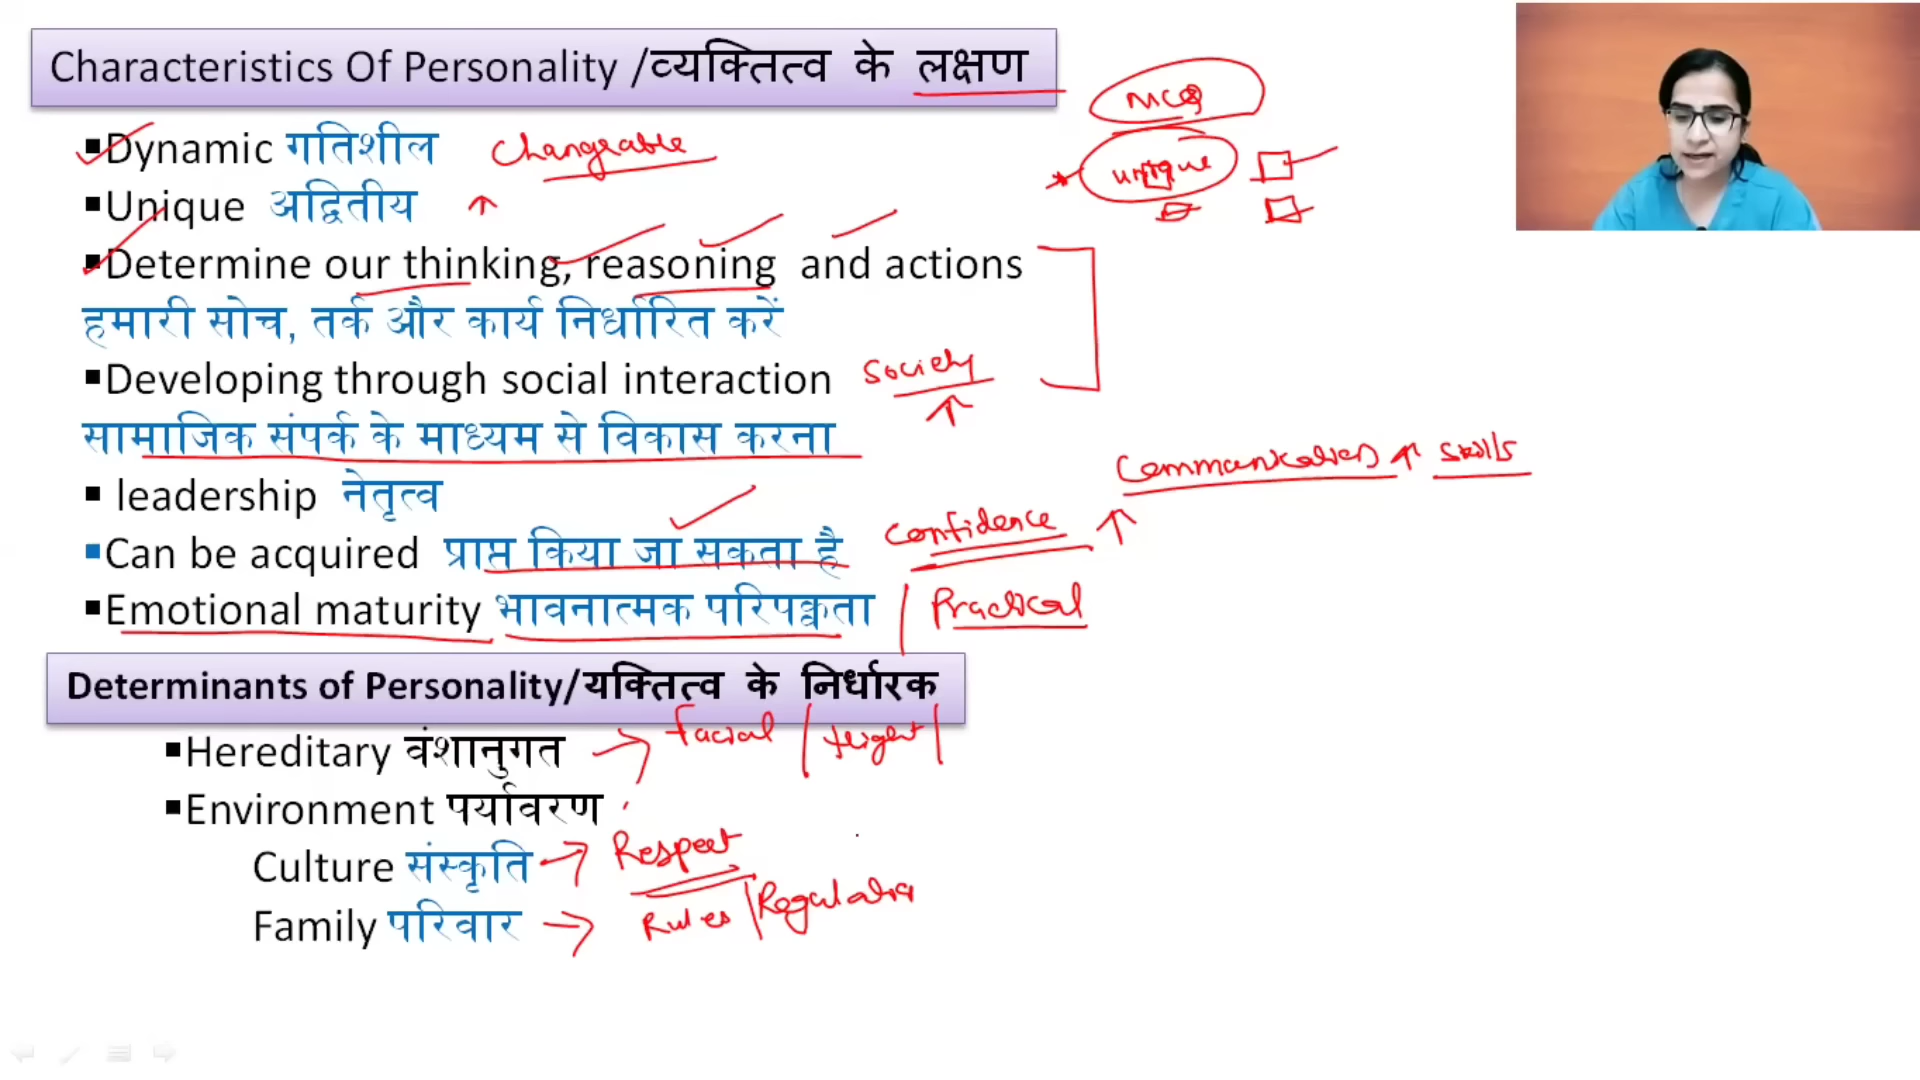 Characteristics Of Personality /व्यक्तित्व के लक्षण
MCQ
▪Dynamic गतिशील Changeable
unique
▪Unique अद्वितीय
▪Determine our thinking, reasoning and actions
हमारी सोच, तर्क और कार्य निर्धारित करें
▪Developing through social interaction Society
सामाजिक संपर्क के माध्यम से विकास करना
Communication skills
▪ leadership नेतृत्व
▪Can be acquired प्राप्त किया जा सकता है Confidence
▪Emotional maturity भावनात्मक परिपक्वता | Practical
Determinants of Personality/यक्तित्व के निर्धारक
▪Hereditary वंशानुगत → facial | Height |
▪Environment पर्यावरण
Culture संस्कृति → Respect
Family परिवार → Rules | Regulation